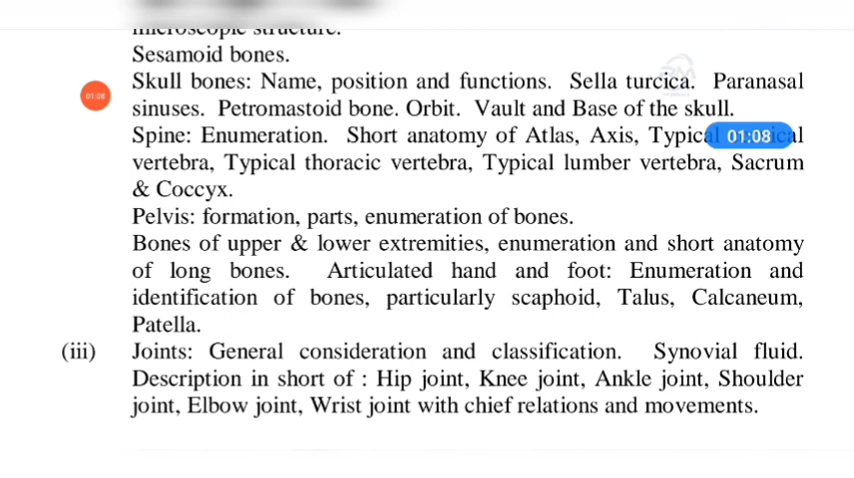 microscopic structure.
Sesamoid bones.
Skull bones: Name, position and functions. Sella turcica. Paranasal
01:08
sinuses. Petromastoid bone. Orbit. Vault and Base of the skull.
Spine: Enumeration. Short anatomy of Atlas, Axis, Typical 01:08
vertebra, Typical thoracic vertebra, Typical lumber vertebra, Sacrum
& Coccyx.
Pelvis: formation, parts, enumeration of bones.
Bones of upper & lower extremities, enumeration and short anatomy
of long bones. Articulated hand and foot: Enumeration and
identification of bones, particularly scaphoid, Talus, Calcaneum,
Patella.
(iii) Joints: General consideration and classification. Synovial fluid.
Description in short of : Hip joint, Knee joint, Ankle joint, Shoulder
joint, Elbow joint, Wrist joint with chief relations and movements.